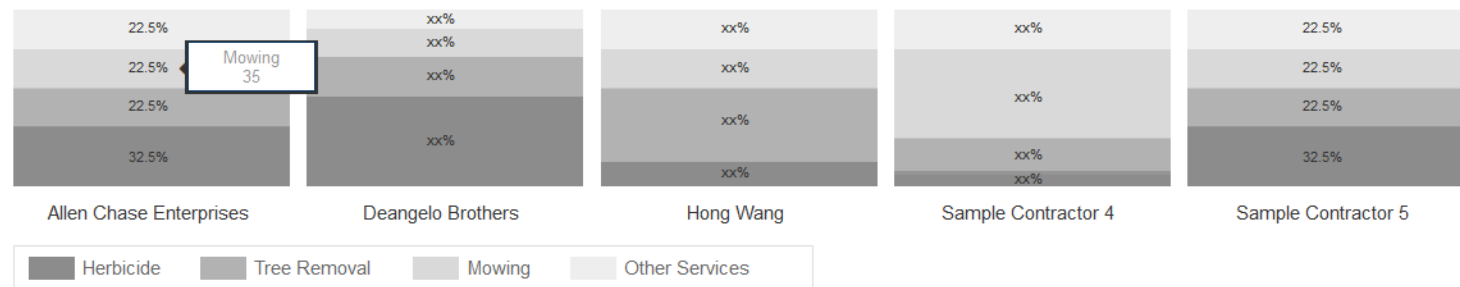 22.5%
22.5%
22.5%
32.5%
Mowing
35
Allen Chase Enterprises
xx%
xx%
xx%
xx%
Deangelo Brothers
xx%
xx%
xx%
xx%
Hong Wang
xx%
xx%
xx%
xx%
Sample Contractor 4
22.5%
22.5%
22.5%
32.5%
Sample Contractor 5
Herbicide
Tree Removal
Mowing
Other Services